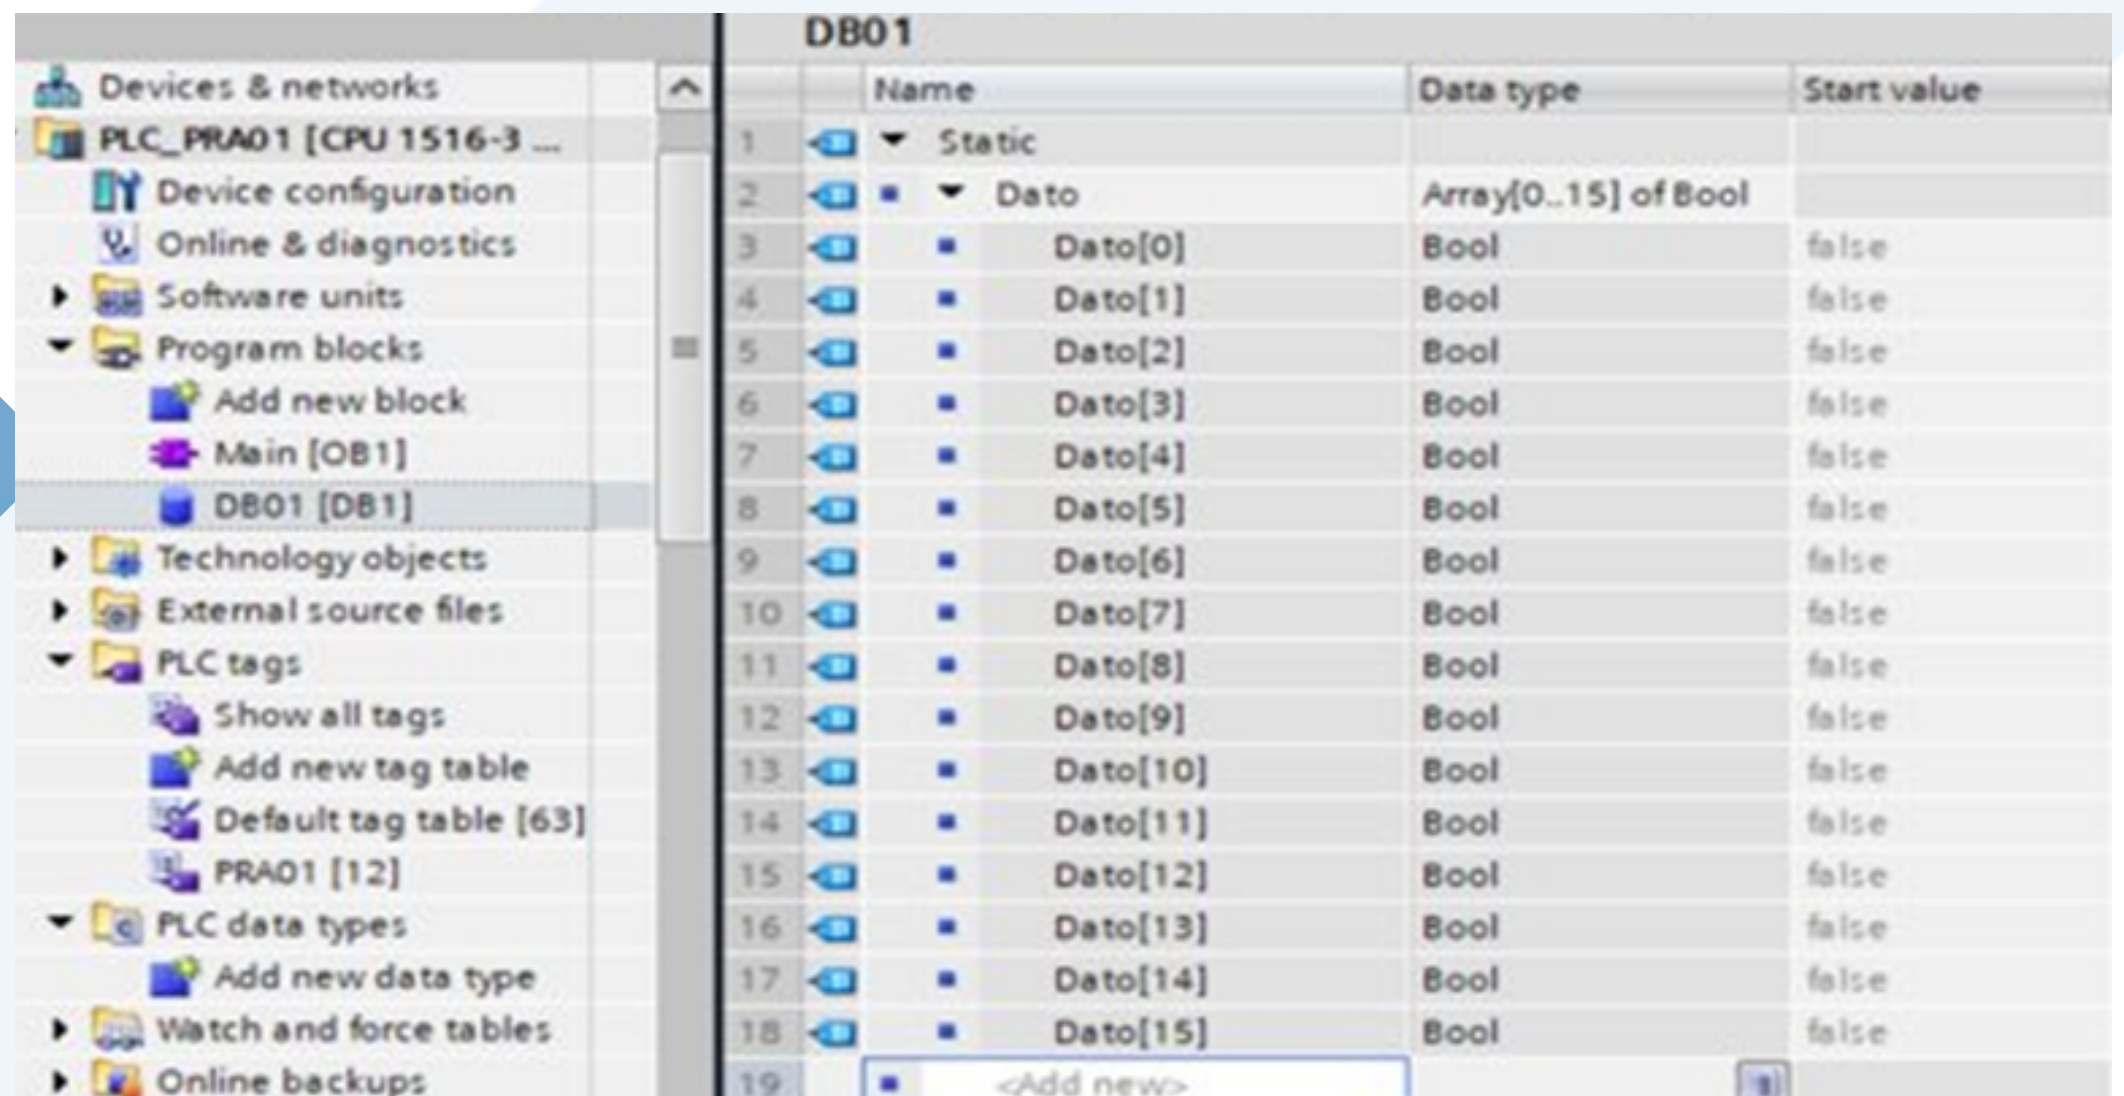 Devices & networks
PLC_PRA01 [CPU 1516-3 ...
Device configuration
Online & diagnostics
Software units
Program blocks
Add new block
Main [OB1]
DB01 [DB1]
Technology objects
External source files
PLC tags
Show all tags
Add new tag table
Default tag table [63]
PRA01 [12]
PLC data types
Add new data type
Watch and force tables
Online backups
DB01
Name Data type Start value
1 Static
2 Dato Array[0..15] of Bool
3 Dato[0] Bool false
4 Dato[1] Bool false
5 Dato[2] Bool false
6 Dato[3] Bool false
7 Dato[4] Bool false
8 Dato[5] Bool false
9 Dato[6] Bool false
10 Dato[7] Bool false
11 Dato[8] Bool false
12 Dato[9] Bool false
13 Dato[10] Bool false
14 Dato[11] Bool false
15 Dato[12] Bool false
16 Dato[13] Bool false
17 Dato[14] Bool false
18 Dato[15] Bool false
19 <Add new>